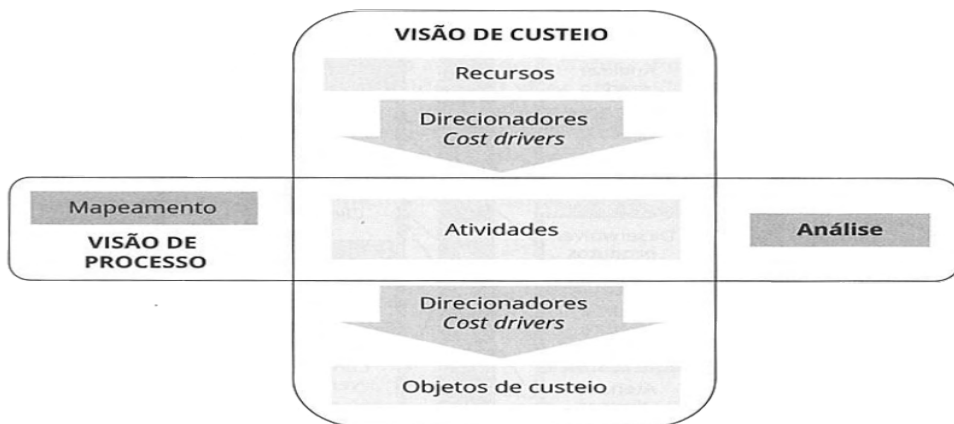 VISÃO DE CUSTEIO
Recursos
Direcionadores
Cost drivers
Mapeamento
VISÃO DE
PROCESSO
Atividades
Análise
Direcionadores
Cost drivers
Objetos de custeio